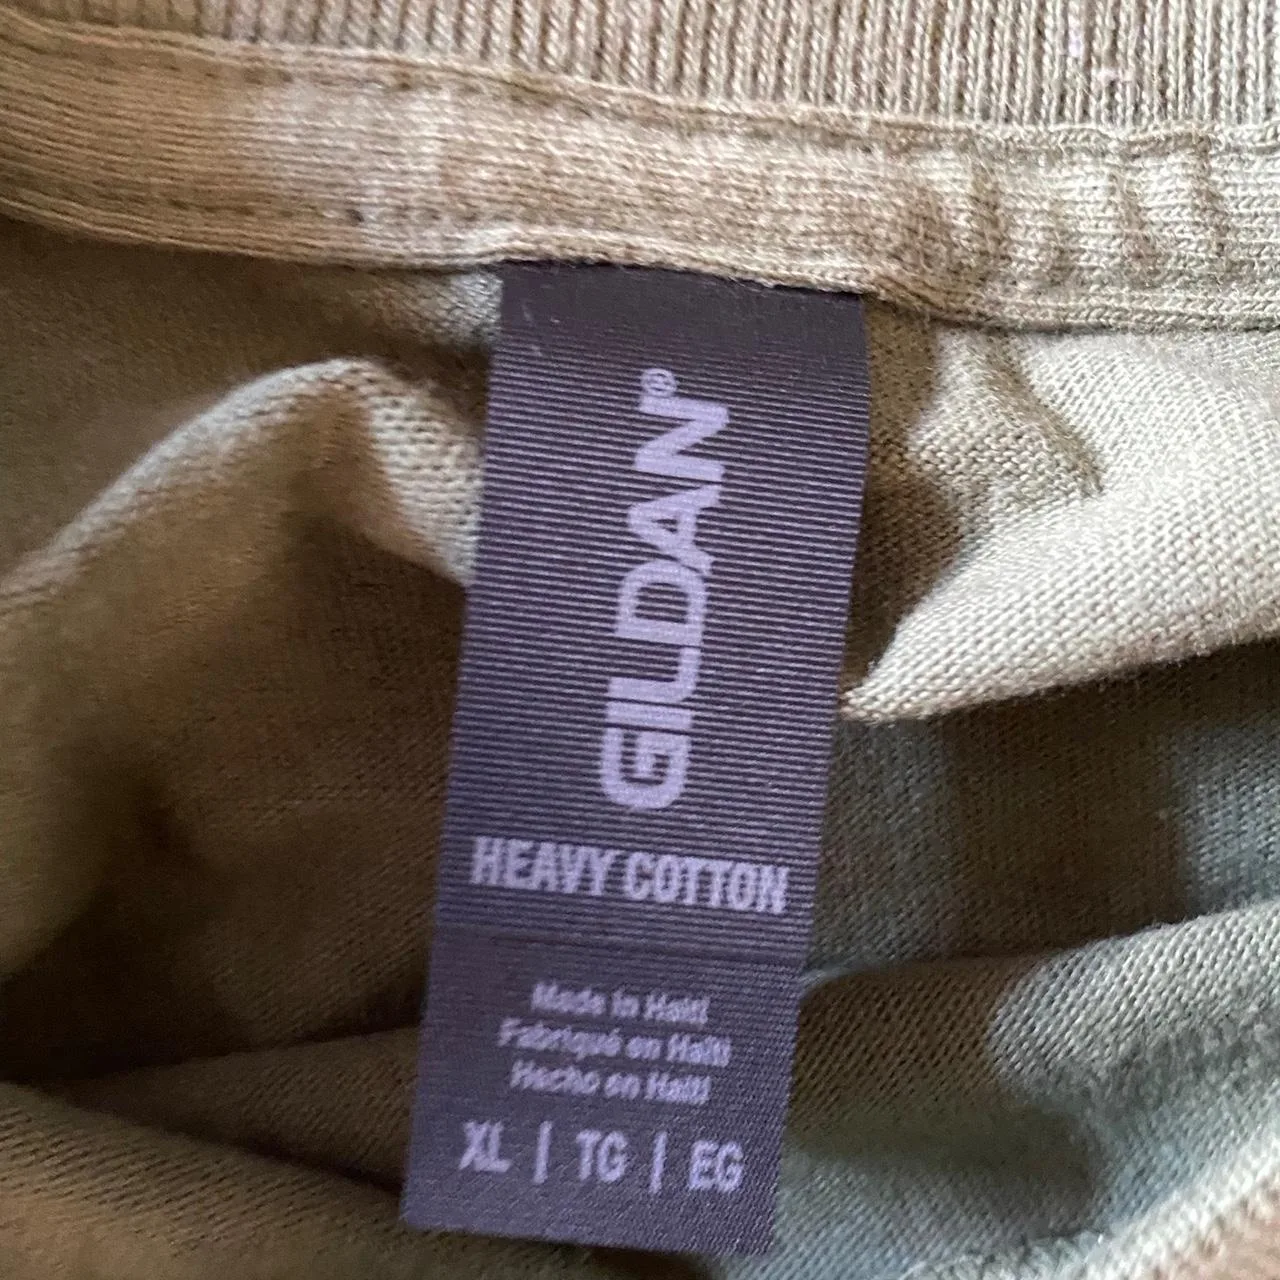 GILDAN®
HEAVY COTTON
Made in Haiti
Fabriqué en Haïti
Hecho en Haití
XL | TG | EG